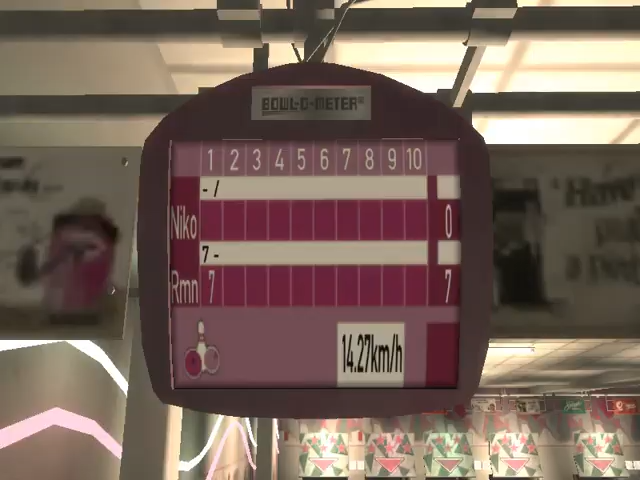 BOWL-O-METER®
1 2 3 4 5 6 7 8 9 10
- /
Niko 0
7 -
Rmn 7 7
14.27km/h